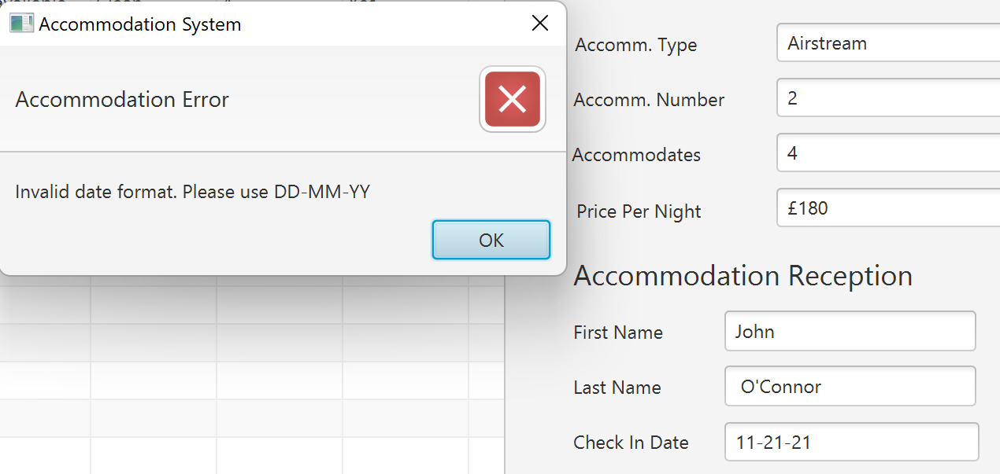 Accommodation System
Accommodation Error
Invalid date format. Please use DD-MM-YY
OK
Accomm. Type
Airstream
Accomm. Number
2
Accommodates
4
Price Per Night
£180
Accommodation Reception
First Name
John
Last Name
O'Connor
Check In Date
11-21-21